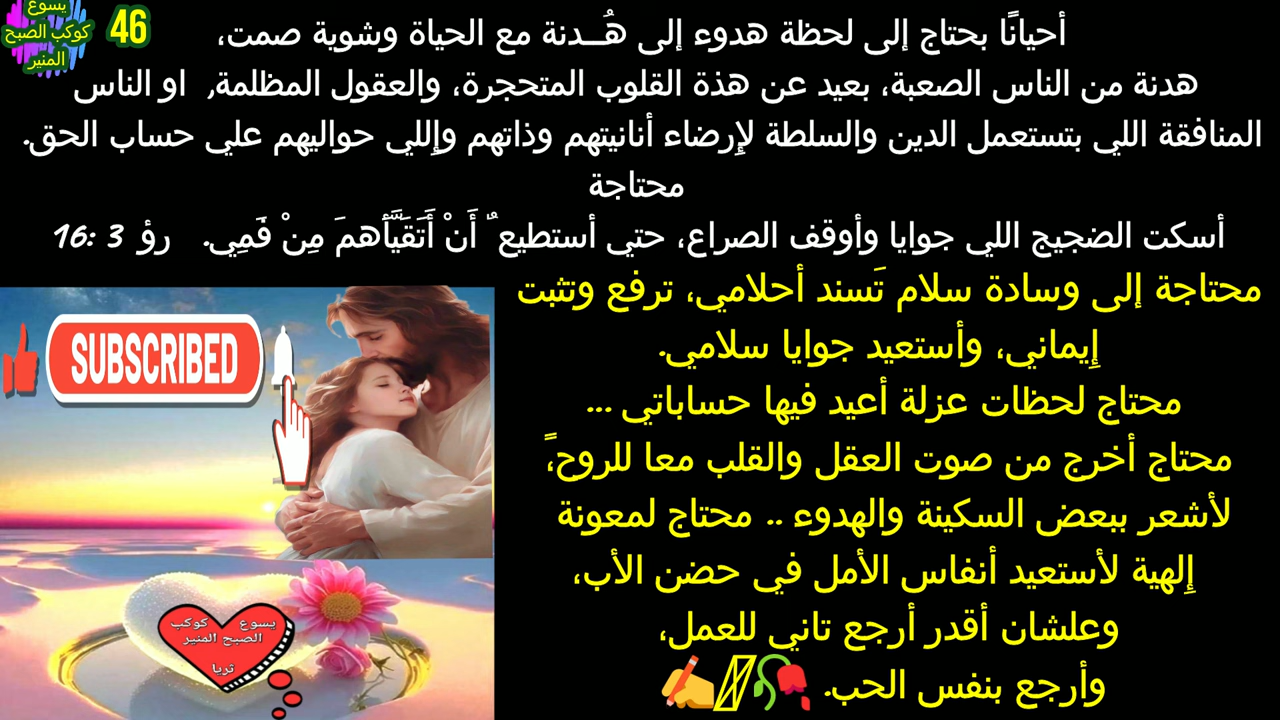 يسوع
كوكب الصبح
المنير
46
أحيانًا بحتاج إلى لحظة هدوء إلى هُــدنة مع الحياة وشوية صمت،
هدنة من الناس الصعبة، بعيد عن هذة القلوب المتحجرة، والعقول المظلمة, او الناس
المنافقة اللي بتستعمل الدين والسلطة لإِرضاء أنانيتهم وذاتهم وإللي حواليهم علي حساب الحق.
محتاجة
أسكت الضجيج اللي جوايا وأوقف الصراع، حتي أستطيع ٌ أَنْ أَتَقَيَّأَهمَ مِنْ فَمِي. رؤ 3 :16
محتاجة إلى وسادة سلام تَسند أحلامي، ترفع وتثبت
إِيماني، وأستعيد جوايا سلامي.
محتاج لحظات عزلة أعيد فيها حساباتي ...
محتاج أخرج من صوت العقل والقلب معا للروحِ،ً
لأشعر ببعض السكينة والهدوء .. محتاج لمعونة
إِلهية لأستعيد أنفاس الأمل في حضن الأب،
وعلشان أقدر أرجع تاني للعمل،
وأرجع بنفس الحب.
SUBSCRIBED
يسوع كوكب
الصبح المنير
ثريا